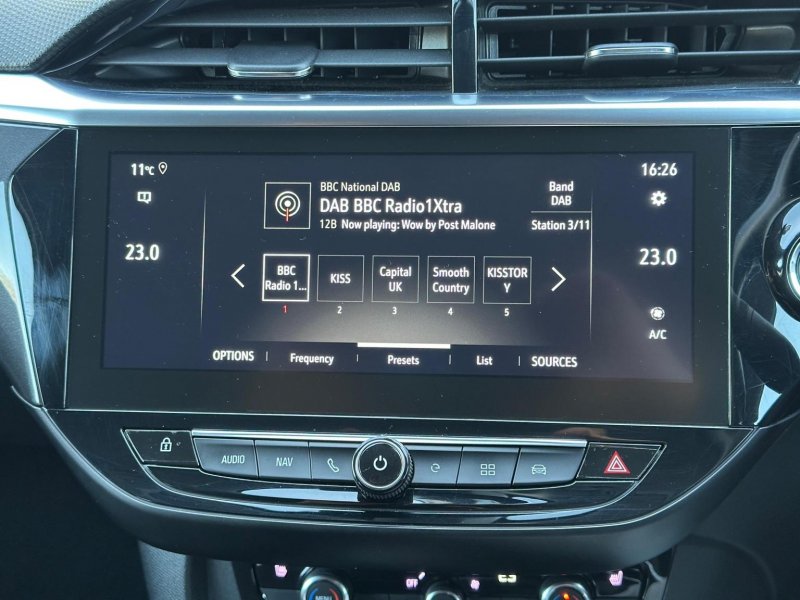 11°C
16:26
BBC National DAB
DAB BBC Radio1Xtra
12B Now playing: Wow by Post Malone
Band
DAB
Station 3/11
23.0
23.0
BBC
Radio 1...
KISS
Capital
UK
Smooth
Country
KISSTOR
Y
1
2
3
4
5
A/C
OPTIONS
Frequency
Presets
List
SOURCES
AUDIO
NAV
OFF
MENU